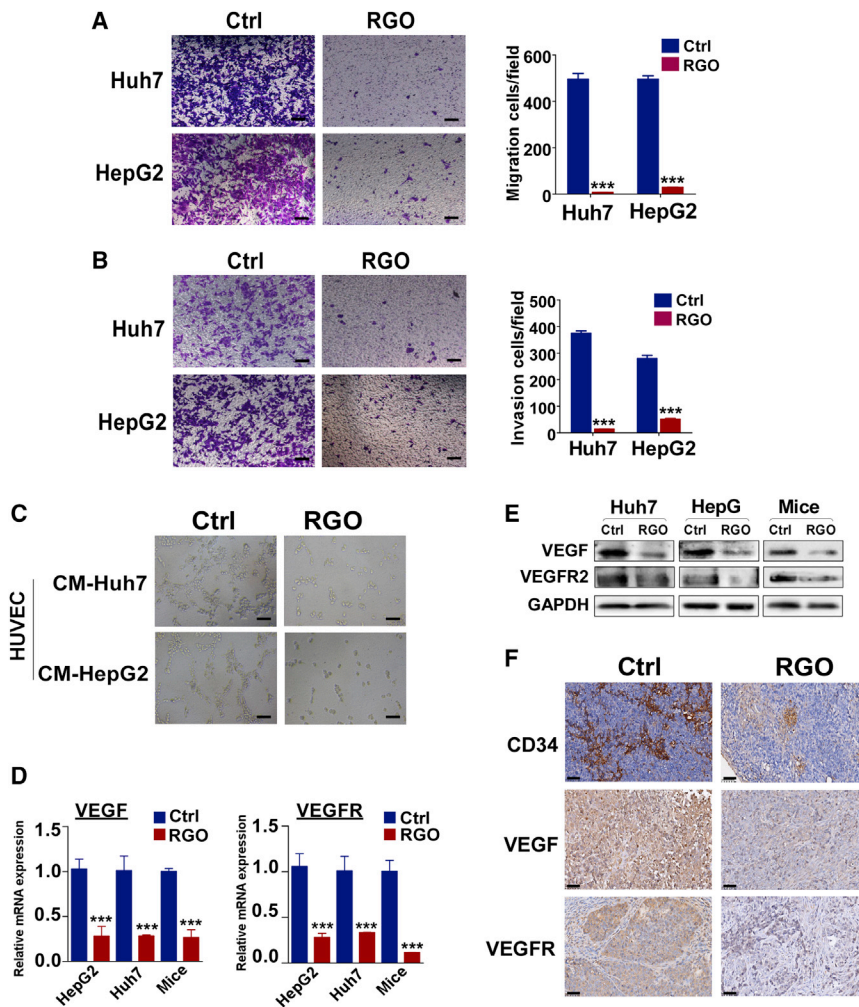 A
Ctrl RGO
Huh7
HepG2
Migration cells/field
600
400
200
0
Ctrl
RGO
*** ***
Huh7 HepG2
B
Ctrl RGO
Huh7
HepG2
Invasion cells/field
500
400
300
200
100
0
Ctrl
RGO
*** ***
Huh7 HepG2
C
Ctrl RGO
HUVEC
CM-Huh7
CM-HepG2
D
VEGF
Ctrl
RGO
Relative mRNA expression
1.5
1.0
0.5
0.0
*** *** ***
HepG2 Huh7 Mice
VEGFR
Ctrl
RGO
Relative mRNA expression
1.5
1.0
0.5
0.0
*** *** ***
HepG2 Huh7 Mice
E
Huh7 HepG Mice
Ctrl RGO Ctrl RGO Ctrl RGO
VEGF
VEGFR2
GAPDH
F
Ctrl RGO
CD34
VEGF
VEGFR